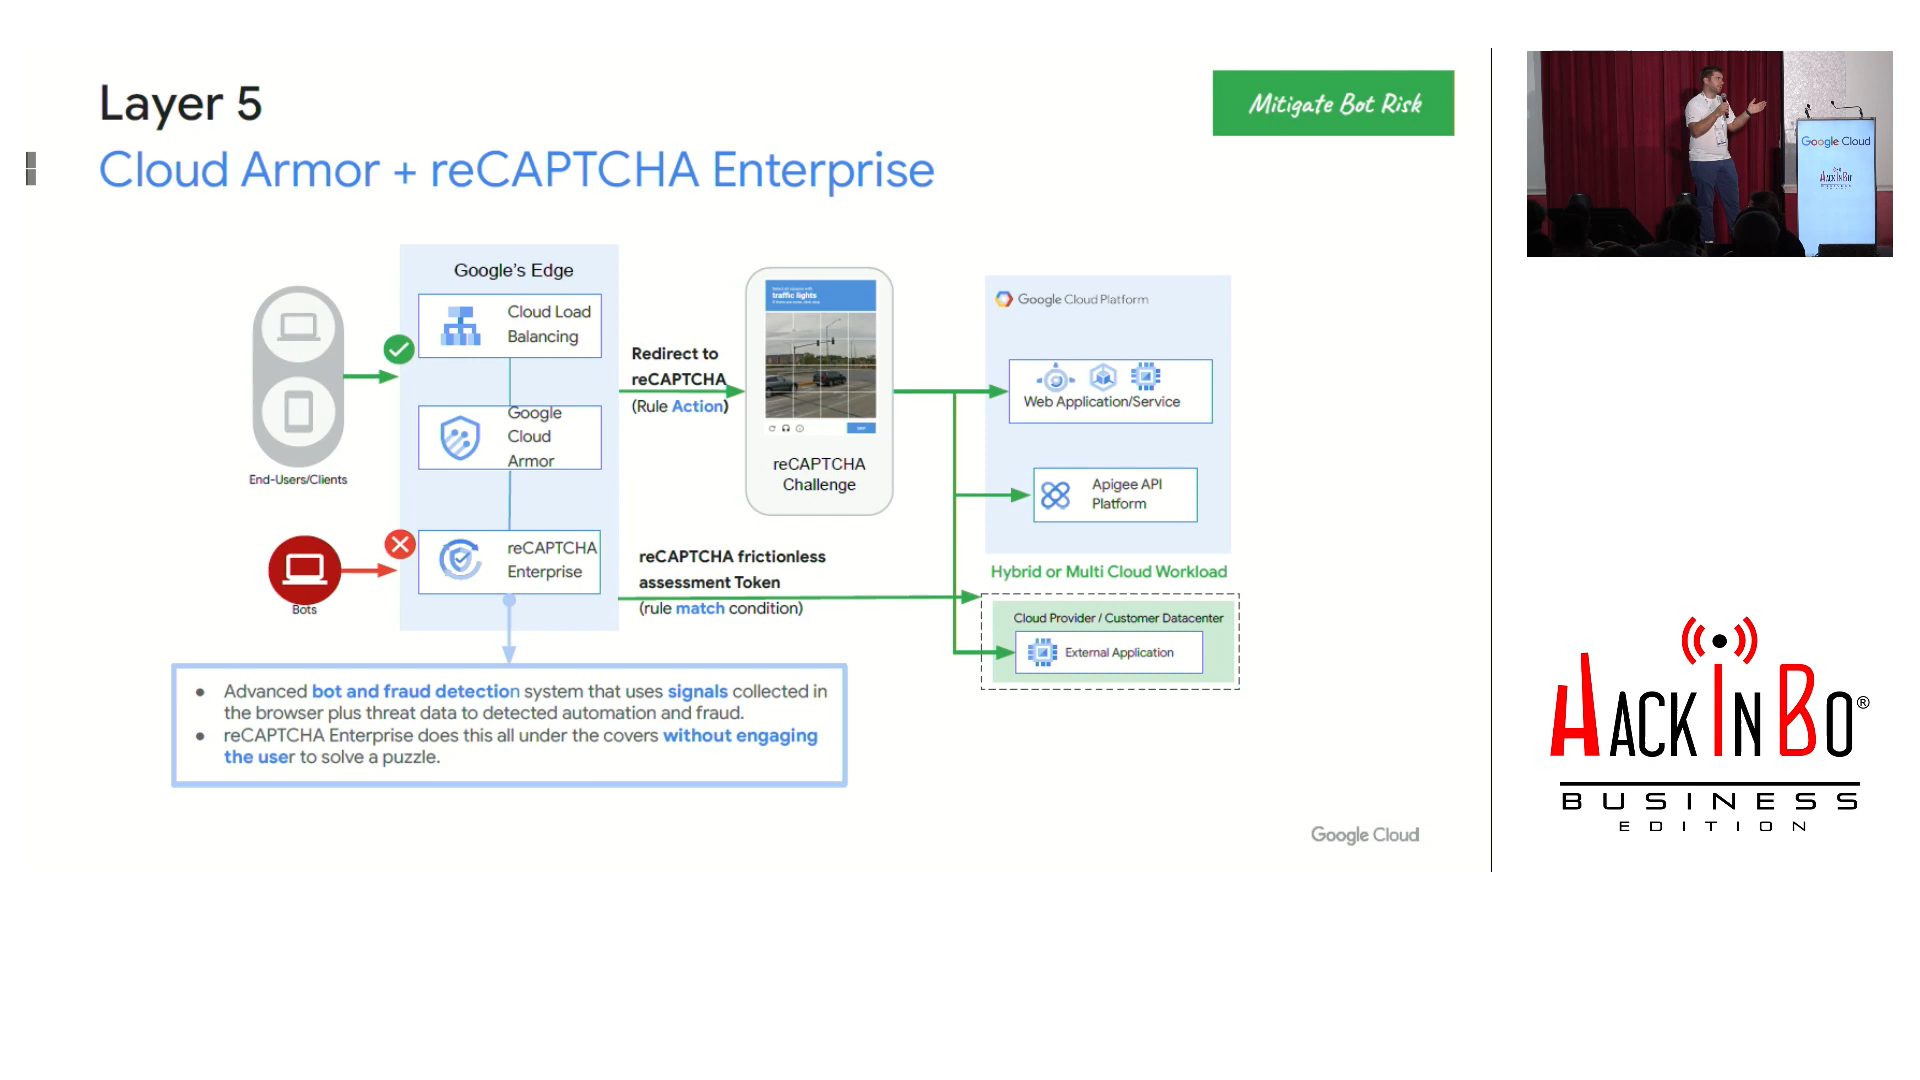 Layer 5
Mitigate Bot Risk
Cloud Armor + reCAPTCHA Enterprise
Google's Edge
Cloud Load
Balancing
Google
Cloud
Armor
reCAPTCHA
Enterprise
End-Users/Clients
Bots
Redirect to
reCAPTCHA
(Rule Action)
traffic lights
reCAPTCHA
Challenge
reCAPTCHA frictionless
assessment Token
(rule match condition)
Google Cloud Platform
Web Application/Service
Apigee API
Platform
Hybrid or Multi Cloud Workload
Cloud Provider / Customer Datacenter
External Application
● Advanced bot and fraud detection system that uses signals collected in
the browser plus threat data to detected automation and fraud.
● reCAPTCHA Enterprise does this all under the covers without engaging
the user to solve a puzzle.
Google Cloud
Google Cloud
HACKINBO
HACKINBO®
BUSINESS
EDITION